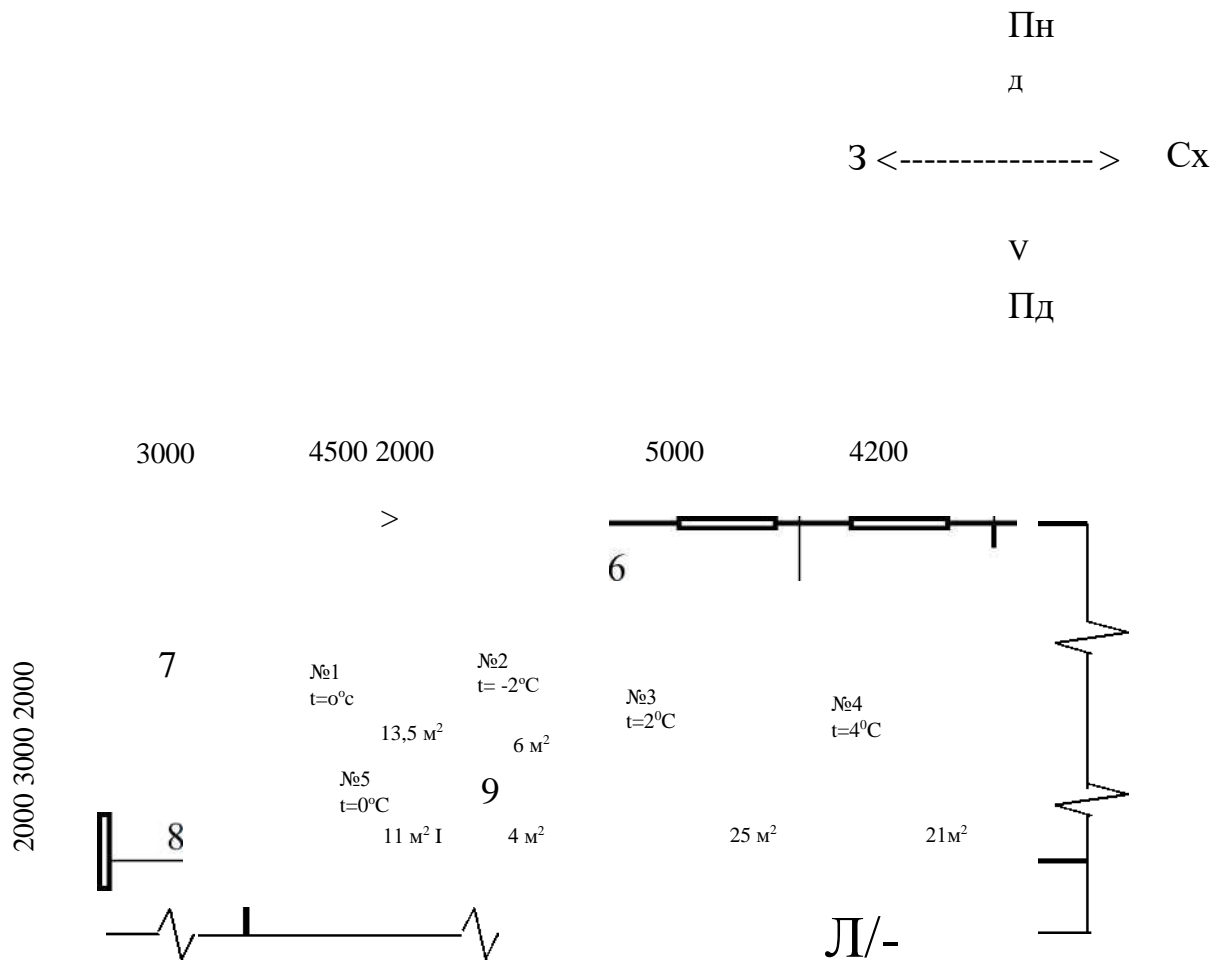 Пн
д
З <----------------> Сх
V
Пд
3000 4500 2000 5000 4200
>
6
2000 3000 2000
7
№1
t=o°c
13,5 м²
№2
t= -2°C
6 м²
№3
t=2⁰C
№4
t=4⁰C
№5
t=0°C
9
8
11 м² I
4 м²
25 м²
21м²
Л/-